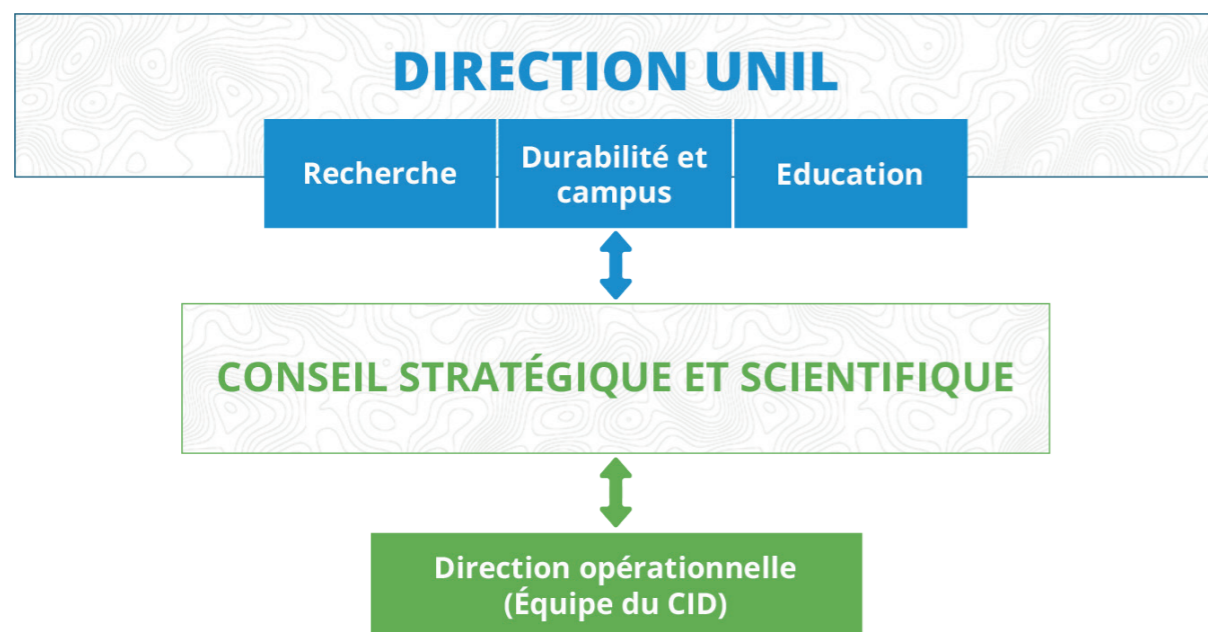 DIRECTION UNIL
Recherche
Durabilité et
campus
Education
CONSEIL STRATÉGIQUE ET SCIENTIFIQUE
Direction opérationnelle
(Équipe du CID)